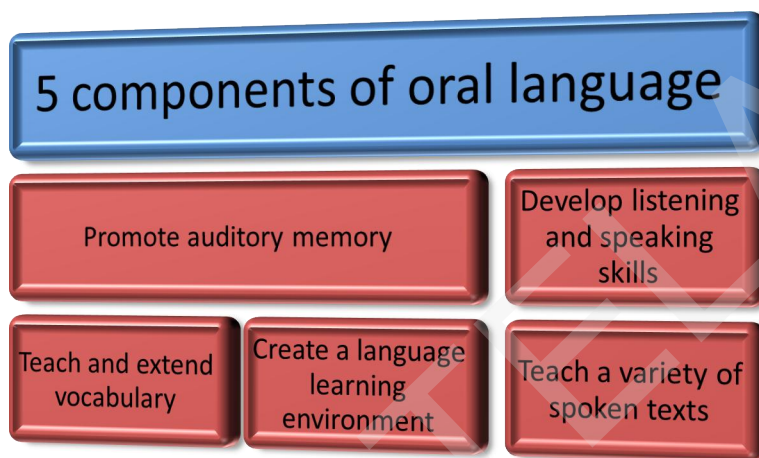 5 components of oral language
Promote auditory memory
Develop listening
and speaking
skills
Teach and extend
vocabulary
Create a language
learning
environment
Teach a variety of
spoken texts